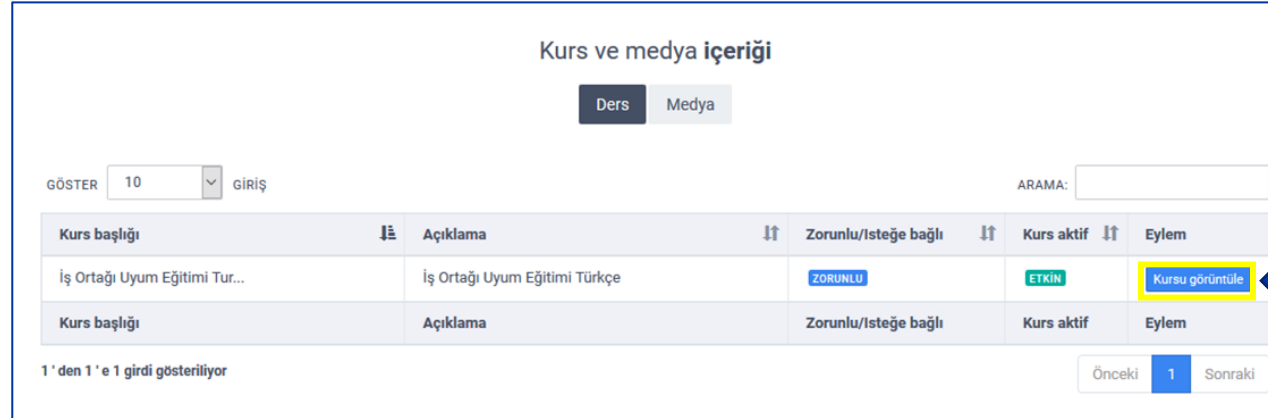 Kurs ve medya içeriği
Ders Medya
GÖSTER 10 GİRİŞ ARAMA:
Kurs başlığı Açıklama Zorunlu/Isteğe bağlı Kurs aktif Eylem
İş Ortağı Uyum Eğitimi Tur... İş Ortağı Uyum Eğitimi Türkçe ZORUNLU ETKİN Kursu görüntüle
Kurs başlığı Açıklama Zorunlu/Isteğe bağlı Kurs aktif Eylem
1 ' den 1 ' e 1 girdi gösteriliyor Önceki 1 Sonraki